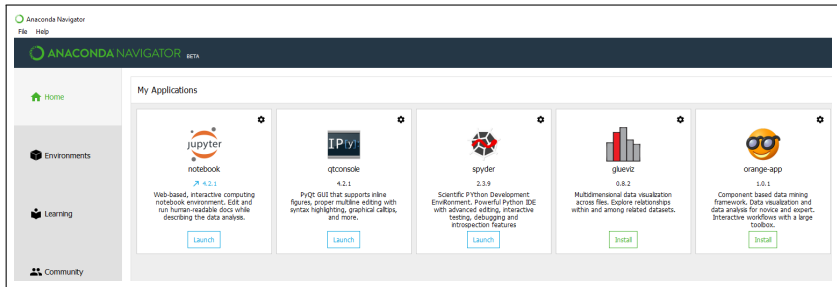 Anaconda Navigator
File Help
ANACONDA NAVIGATOR BETA
Home
Environments
Learning
Community
My Applications
jupyter
notebook
4.2.1
Web-based, interactive computing
notebook environment. Edit and
run human-readable docs while
describing the data analysis.
Launch
IP[y]:
qtconsole
4.2.1
PyQt GUI that supports inline
figures, proper multiline editing with
syntax highlighting, graphical calltips,
and more.
Launch
spyder
2.3.9
Scientific PYthon Development
EnviRonment. Powerful Python IDE
with advanced editing, interactive
testing, debugging and
introspection features
Launch
glueviz
0.8.2
Multidimensional data visualization
across files. Explore relationships
within and among related datasets.
Install
orange-app
1.0.1
Component based data mining
framework. Data visualization and
data analysis for novice and expert.
Interactive workflows with a large
toolbox.
Install